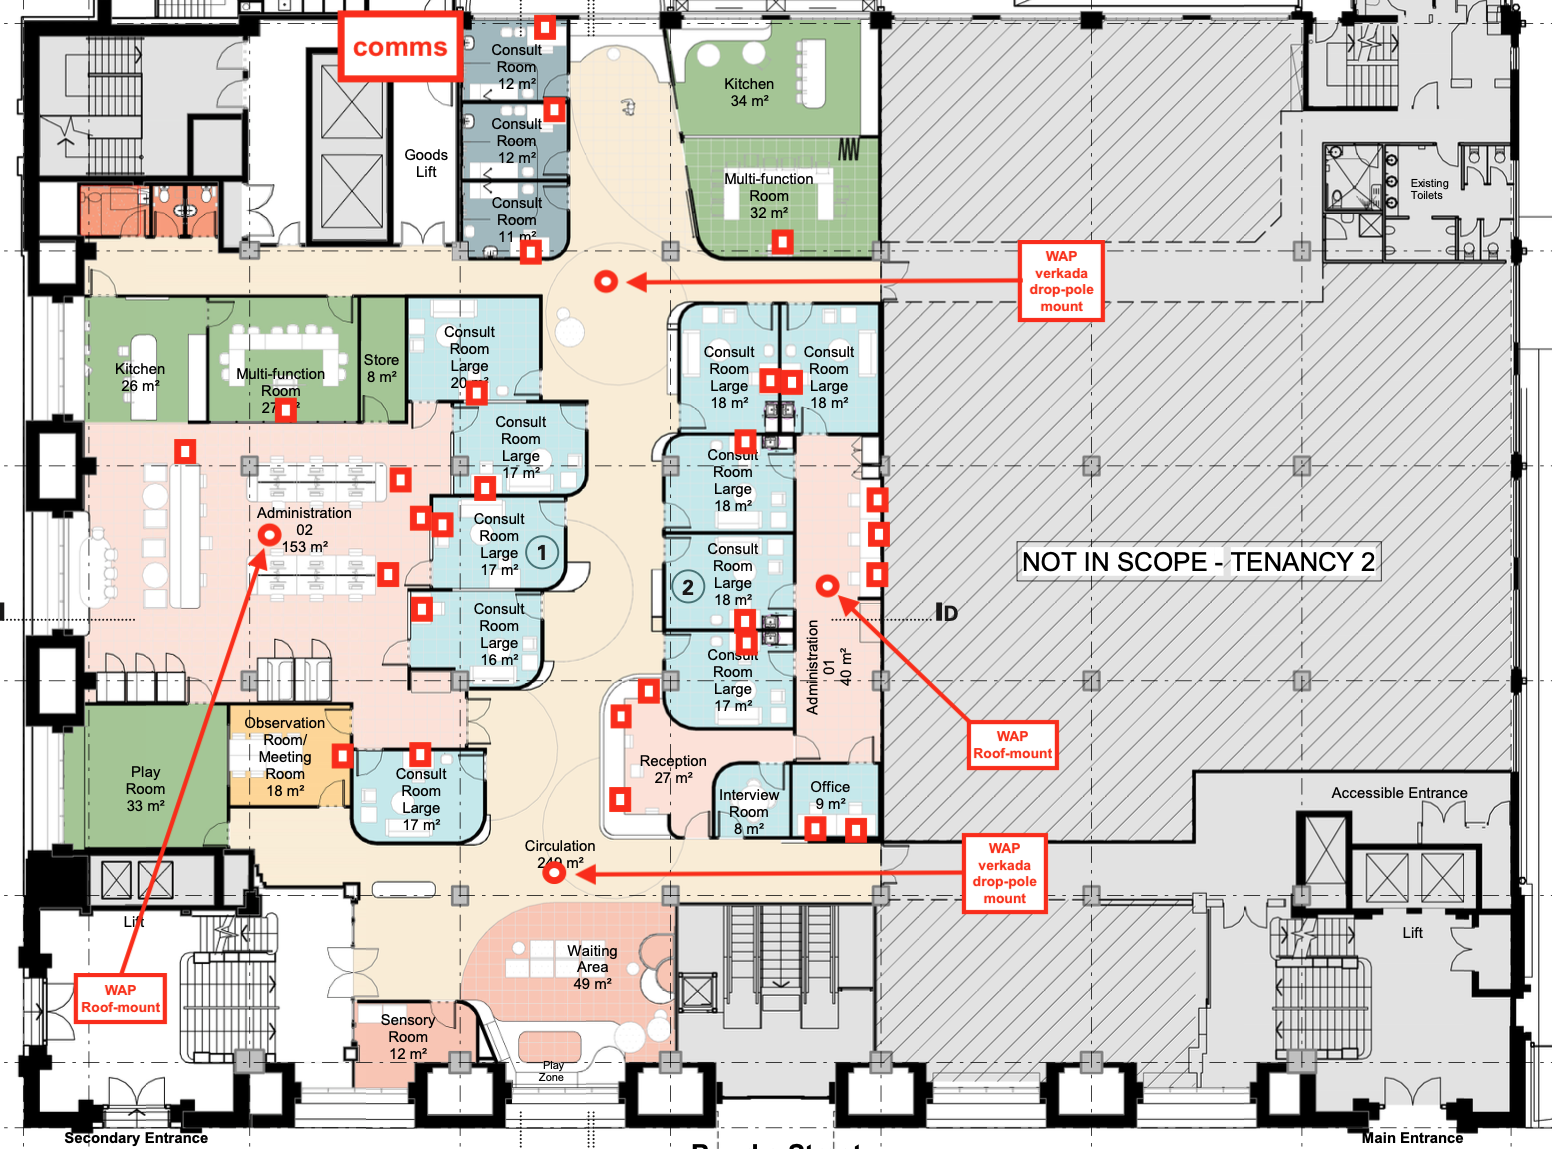 comms
Consult
Room
12 m²
Consult
Room
12 m²
Consult
Room
11 m²
Goods
Lift
Kitchen
34 m²
Multi-function
Room
32 m²
Existing
Toilets
WAP
verkada
drop-pole
mount
Kitchen
26 m²
Multi-function
Room
Store
8 m²
Consult
Room
Large
Consult
Room
Large
18 m²
Consult
Room
Large
18 m²
Consult
Room
Large
17 m²
Consult
Room
Large
18 m²
Administration
02
153 m²
Consult
Room
Large
17 m²
1
Consult
Room
Large
18 m²
2
NOT IN SCOPE - TENANCY 2
Consult
Room
Large
16 m²
ID
Consult
Room
Large
17 m²
Administration
01
40 m²
WAP
Roof-mount
Observation
Room/
Meeting
Room
18 m²
Play
Room
33 m²
Consult
Room
Large
17 m²
Reception
27 m²
Interview
Room
8 m²
Office
9 m²
Accessible Entrance
Circulation
WAP
verkada
drop-pole
mount
Lift
Lift
Waiting
Area
49 m²
WAP
Roof-mount
Sensory
Room
12 m²
Play
Zone
Secondary Entrance
Main Entrance